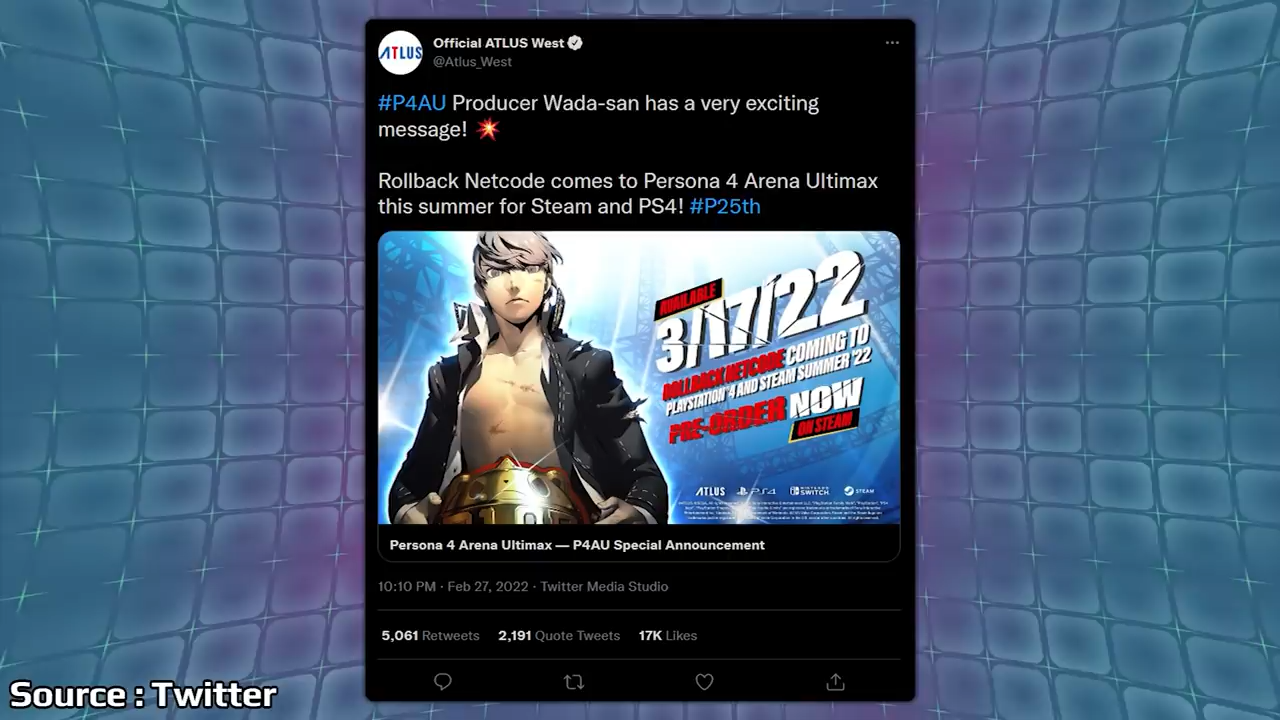 ATLUS
Official ATLUS West
@Atlus_West
#P4AU Producer Wada-san has a very exciting
message!
Rollback Netcode comes to Persona 4 Arena Ultimax
this summer for Steam and PS4! #P25th
AVAILABLE
3/17/22
ROLLBACK NETCODE COMING TO
PLAYSTATION 4 AND STEAM SUMMER '22
PRE-ORDER NOW
ON STEAM
ATLUS PS4 NINTENDO SWITCH STEAM
Persona 4 Arena Ultimax — P4AU Special Announcement
10:10 PM · Feb 27, 2022 · Twitter Media Studio
5,061 Retweets 2,191 Quote Tweets 17K Likes
Source : Twitter